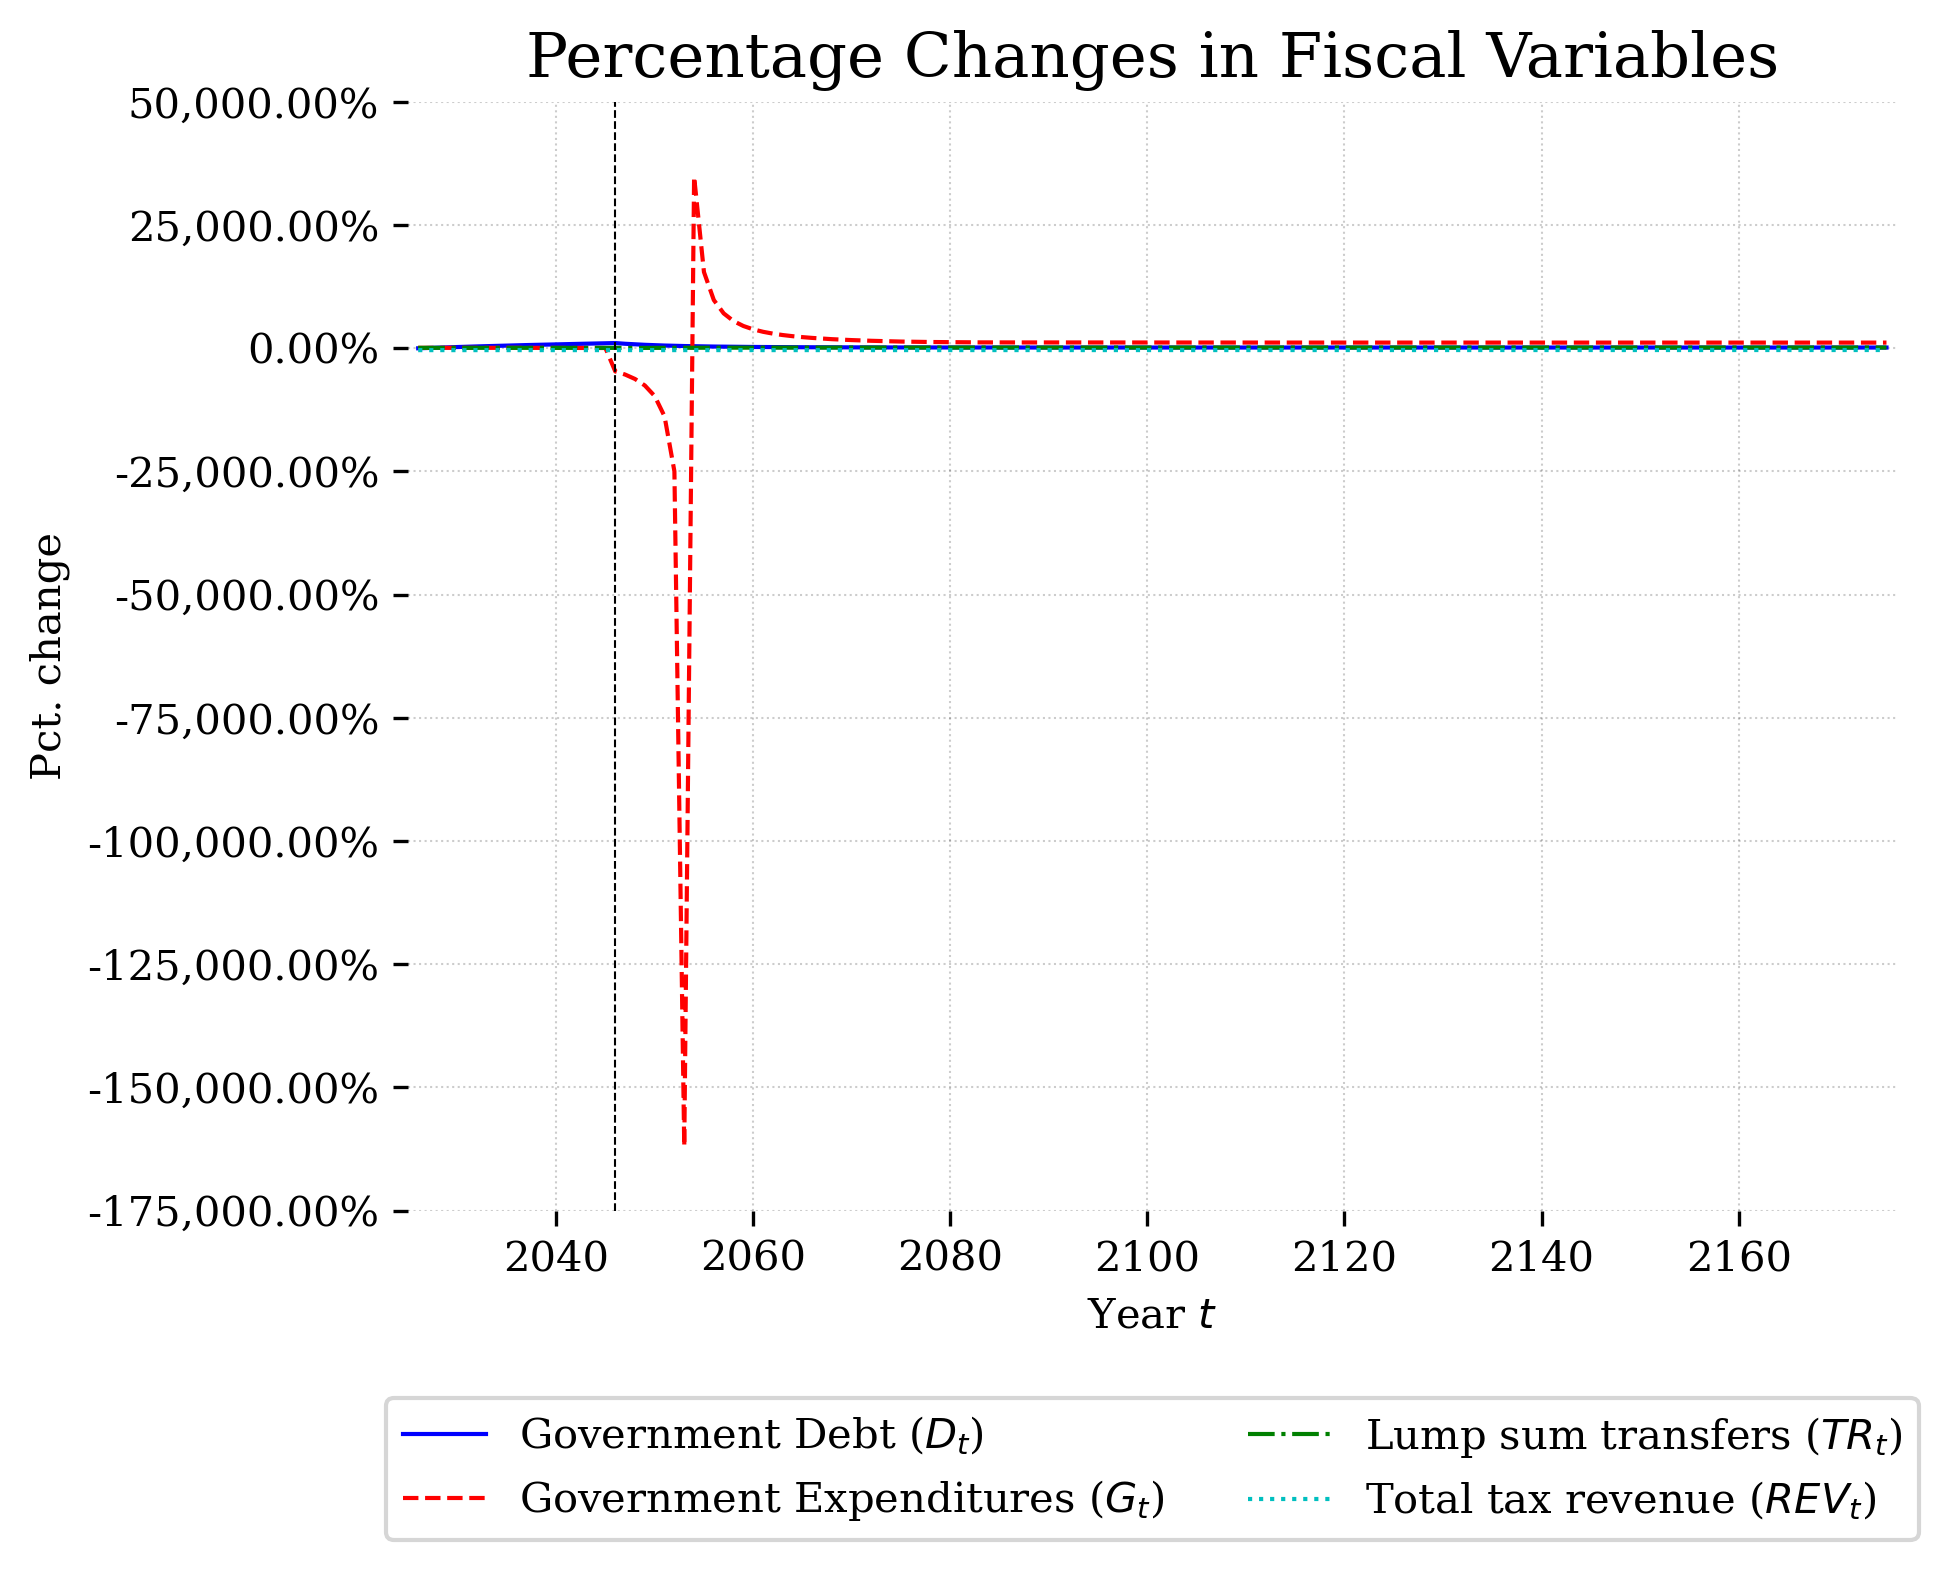 Percentage Changes in Fiscal Variables
50,000.00%
25,000.00%
0.00%
-25,000.00%
-50,000.00%
-75,000.00%
-100,000.00%
-125,000.00%
-150,000.00%
-175,000.00%
Pct. change
2040 2060 2080 2100 2120 2140 2160
Year t
Government Debt (D_t)
Government Expenditures (G_t)
Lump sum transfers (TR_t)
Total tax revenue (REV_t)